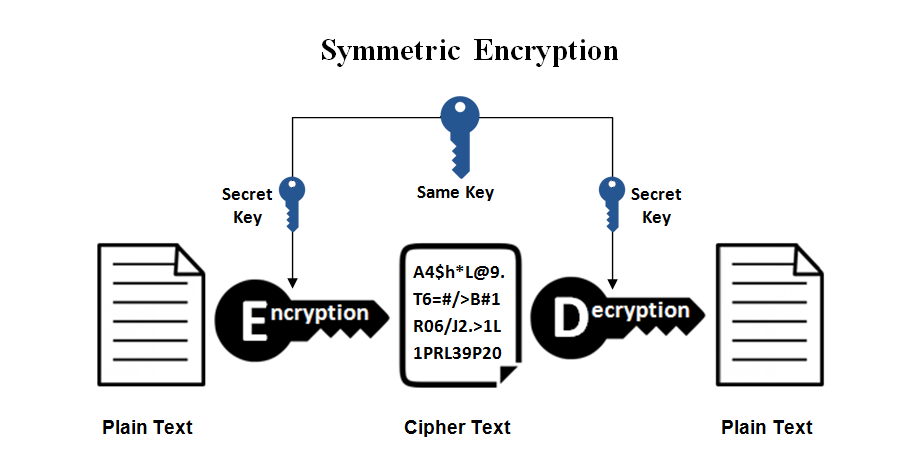 Symmetric Encryption
Same Key
Secret
Key
Secret
Key
Encryption
A4$h*L@9.
T6=#/>B#1
R06/J2.>1L
1PRL39P20
Decryption
Plain Text
Cipher Text
Plain Text